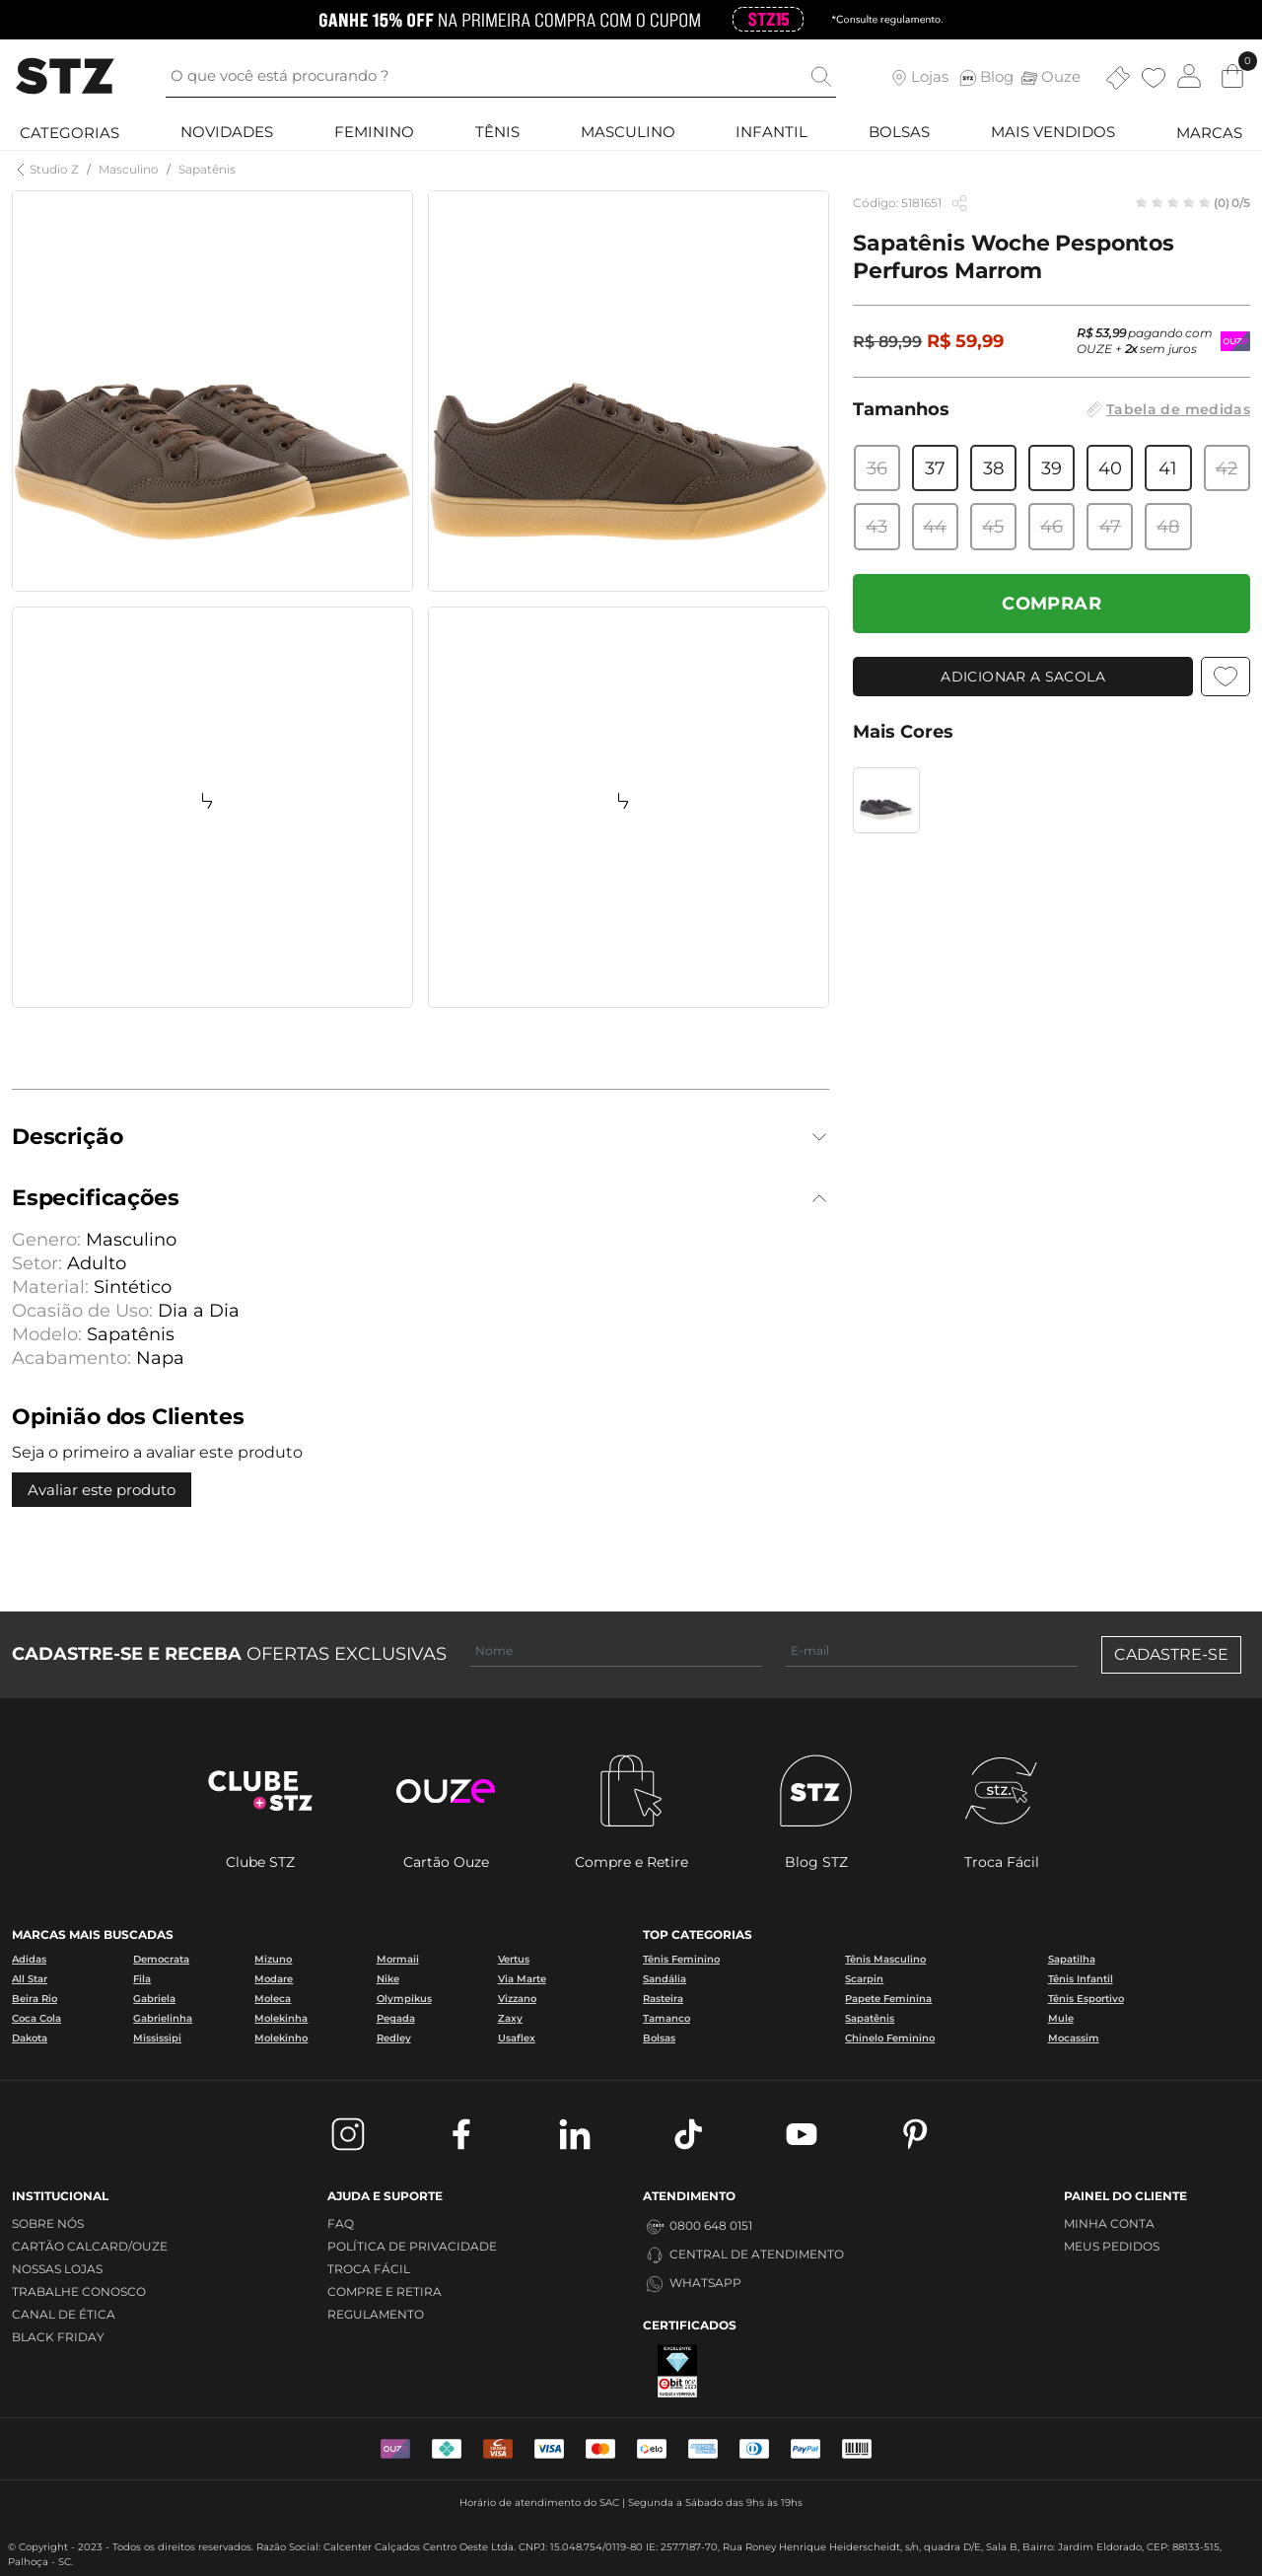 GANHE 15% OFF NA PRIMEIRA COMPRA COM O CUPOM STZ15 *Consulte regulamento.
STZ
O que você está procurando ?
Lojas STZ Blog Ouze
0
CATEGORIAS NOVIDADES FEMININO TÊNIS MASCULINO INFANTIL BOLSAS MAIS VENDIDOS MARCAS
Studio Z / Masculino / Sapatênis
Código: 5181651
(0) 0/5
Sapatênis Woche Pespontos
Perfuros Marrom
R$ 89,99 R$ 59,99
R$ 53,99 pagando com
OUZE + 2x sem juros
Tamanhos
Tabela de medidas
36 37 38 39 40 41 42
43 44 45 46 47 48
COMPRAR
ADICIONAR A SACOLA
Mais Cores
Descrição
Especificações
Genero: Masculino
Setor: Adulto
Material: Sintético
Ocasião de Uso: Dia a Dia
Modelo: Sapatênis
Acabamento: Napa
Opinião dos Clientes
Seja o primeiro a avaliar este produto
Avaliar este produto
CADASTRE-SE E RECEBA OFERTAS EXCLUSIVAS
Nome
E-mail
CADASTRE-SE
CLUBE
+STZ
ouze
STZ
stz.
Clube STZ
Cartão Ouze
Compre e Retire
Blog STZ
Troca Fácil
MARCAS MAIS BUSCADAS
Adidas Democrata Mizuno Mormaii Vertus
All Star Fila Modare Nike Via Marte
Beira Rio Gabriela Moleca Olympikus Vizzano
Coca Cola Gabrielinha Molekinha Pegada Zaxy
Dakota Mississipi Molekinho Redley Usaflex
TOP CATEGORIAS
Tênis Feminino Tênis Masculino Sapatilha
Sandália Scarpin Tênis Infantil
Rasteira Papete Feminina Tênis Esportivo
Tamanco Sapatênis Mule
Bolsas Chinelo Feminino Mocassim
INSTITUCIONAL
SOBRE NÓS
CARTÃO CALCARD/OUZE
NOSSAS LOJAS
TRABALHE CONOSCO
CANAL DE ÉTICA
BLACK FRIDAY
AJUDA E SUPORTE
FAQ
POLÍTICA DE PRIVACIDADE
TROCA FÁCIL
COMPRE E RETIRA
REGULAMENTO
ATENDIMENTO
0800 648 0151
CENTRAL DE ATENDIMENTO
WHATSAPP
CERTIFICADOS
EXCELENTE
ebit
PAINEL DO CLIENTE
MINHA CONTA
MEUS PEDIDOS
VISA
elo
PayPal
Horário de atendimento do SAC | Segunda a Sábado das 9hs às 19hs
© Copyright - 2023 - Todos os direitos reservados. Razão Social: Calcenter Calçados Centro Oeste Ltda. CNPJ: 15.048.754/0119-80 IE: 257.7187-70, Rua Roney Henrique Heiderscheidt, s/n, quadra D/E, Sala B, Bairro: Jardim Eldorado, CEP: 88133-515,
Palhoça - SC.